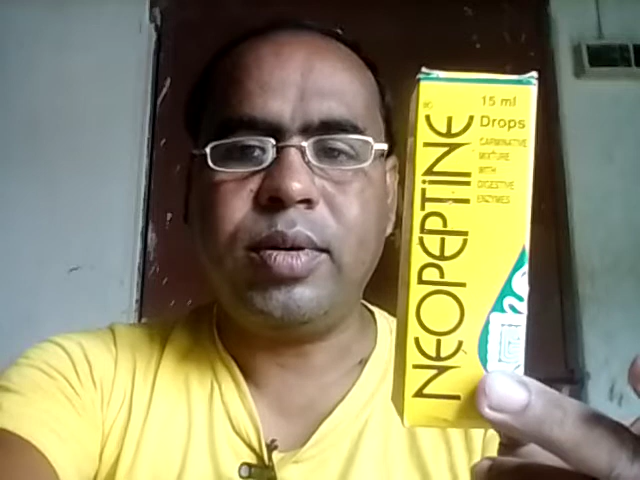 NEOPEPTINE
15 ml
Drops
CARMINATIVE
MIXTURE
WITH
DIGESTIVE
ENZYMES